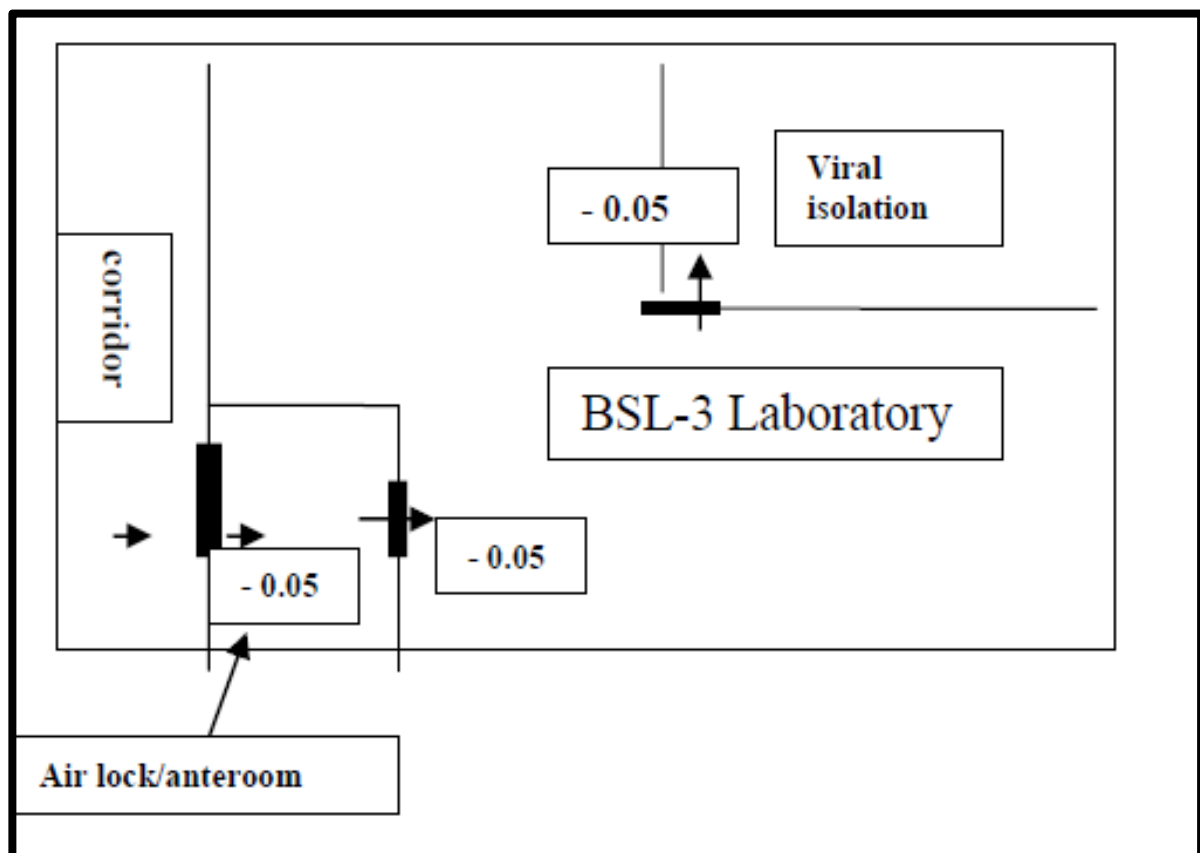 Viral
isolation
- 0.05
corridor
BSL-3 Laboratory
- 0.05
- 0.05
Air lock/anteroom